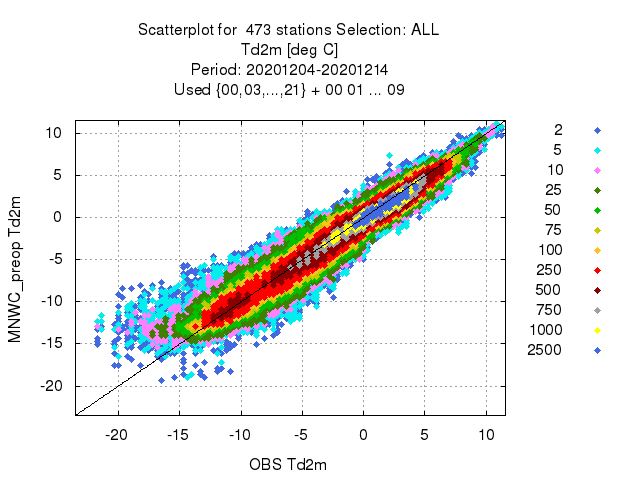 Scatterplot for 473 stations Selection: ALL
Td2m [deg C]
Period: 20201204-20201214
Used {00,03,...,21} + 00 01 ... 09
MNWC_preop Td2m
10
5
0
-5
-10
-15
-20
-20 -15 -10 -5 0 5 10
OBS Td2m
2
5
10
25
50
75
100
250
500
750
1000
2500